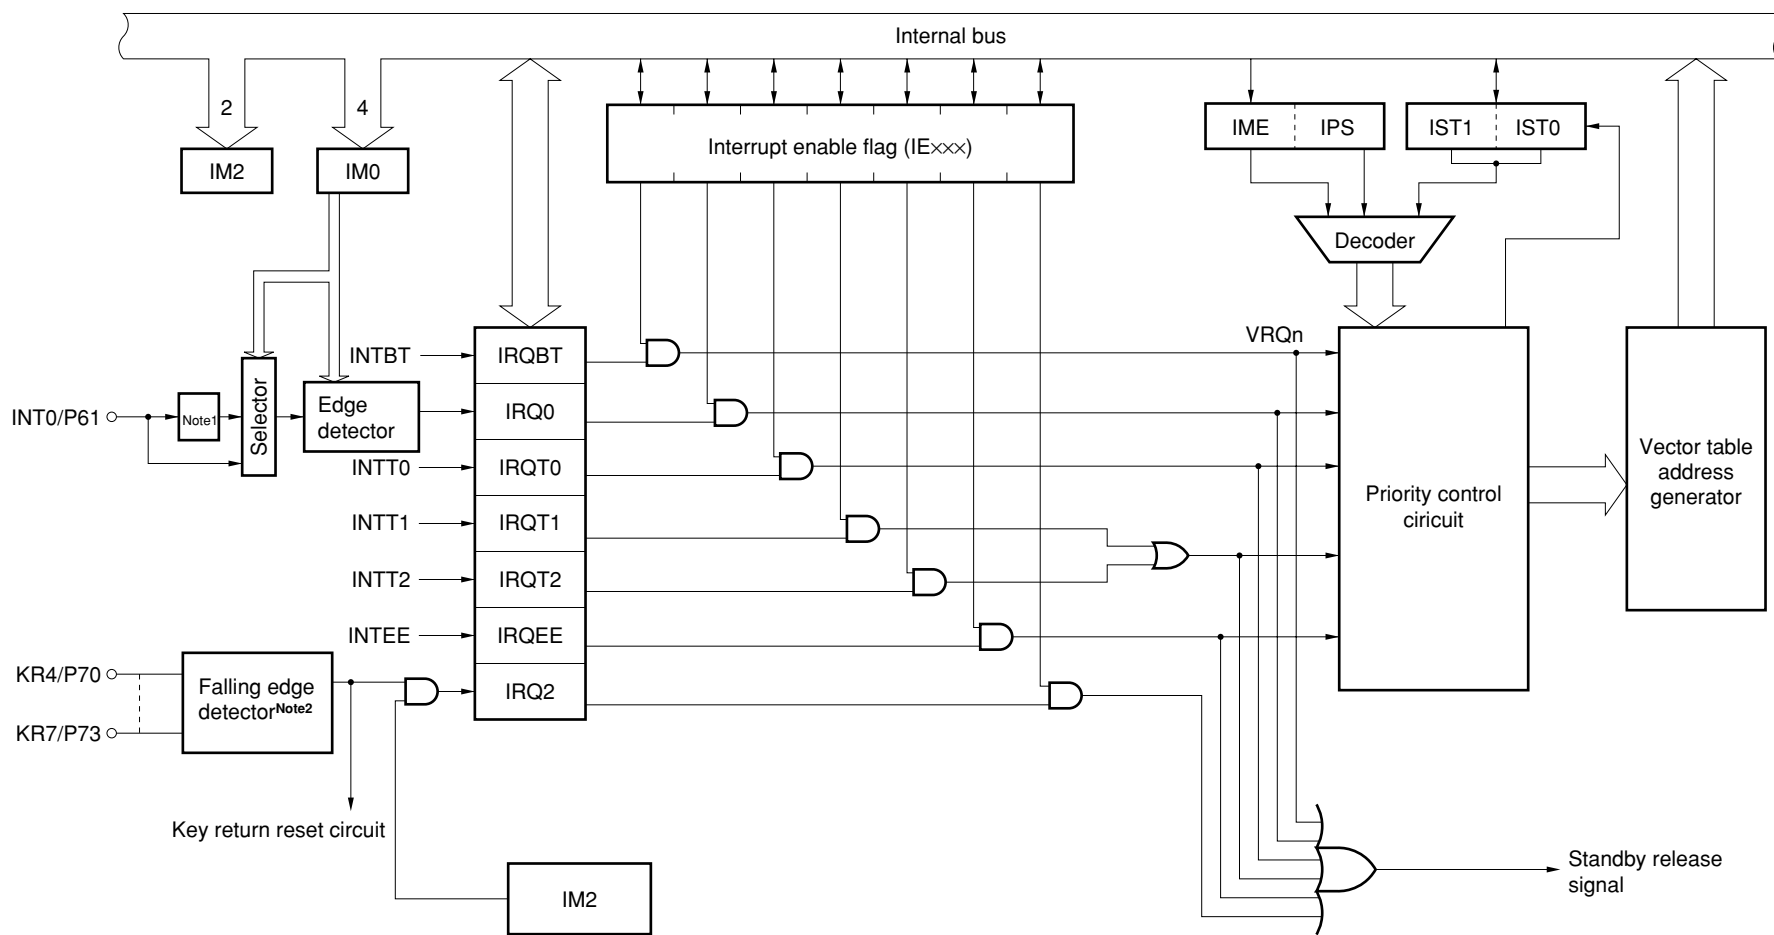 Internal bus
2
4
IM2
IM0
Interrupt enable flag (IE×××)
IME
IPS
IST1
IST0
Decoder
INTBT
IRQBT
VRQn
INT0/P61
Note1
Selector
Edge
detector
IRQ0
INTT0
IRQT0
INTT1
IRQT1
INTT2
IRQT2
INTEE
IRQEE
Priority control
ciricuit
Vector table
address
generator
KR4/P70
KR7/P73
Falling edge
detectorNote2
IRQ2
Key return reset circuit
IM2
Standby release
signal